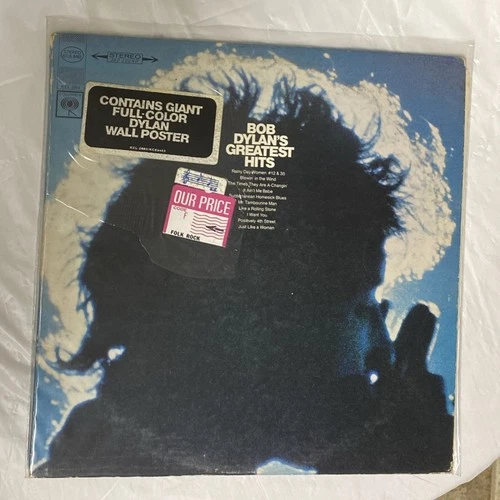 STEREO
CONTAINS GIANT
FULL-COLOR
DYLAN
WALL POSTER
BOB
DYLAN'S
GREATEST
HITS
Rainy Day Women #12 & 35
Blowin' in the Wind
The Times They Are A-Changin'
It Ain't Me Babe
Subterranean Homesick Blues
Mr. Tambourine Man
Like a Rolling Stone
I Want You
Positively 4th Street
Just Like a Woman
OUR PRICE
FOLK ROCK